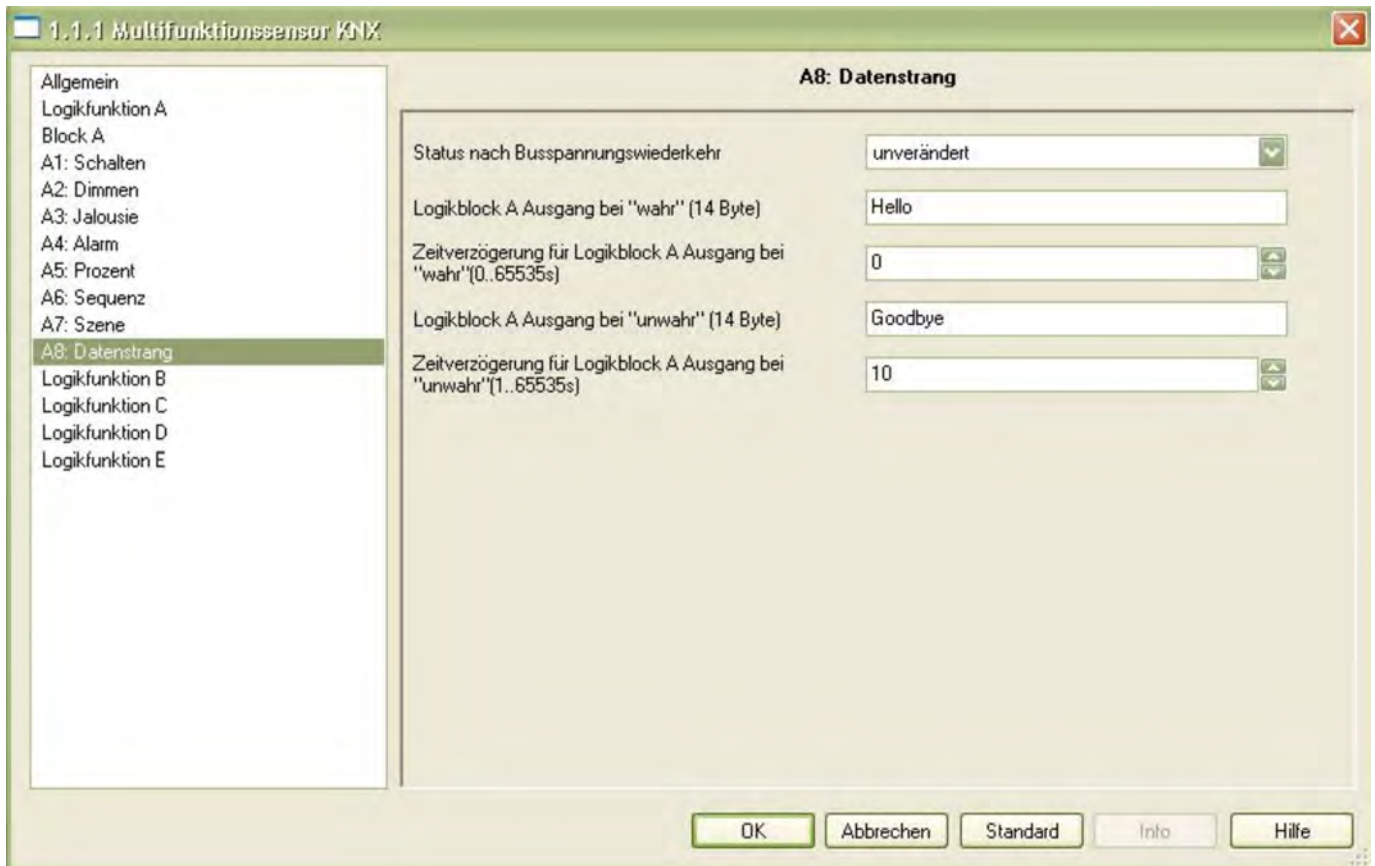 1.1.1 Multifunktionssensor KNX
Allgemein
Logikfunktion A
Block A
A1: Schalten
A2: Dimmen
A3: Jalousie
A4: Alarm
A5: Prozent
A6: Sequenz
A7: Szene
A8: Datenstrang
Logikfunktion B
Logikfunktion C
Logikfunktion D
Logikfunktion E
A8: Datenstrang
Status nach Busspannungswiederkehr
unverändert
Logikblock A Ausgang bei "wahr" (14 Byte)
Hello
Zeitverzögerung für Logikblock A Ausgang bei
"wahr"(0..65535s)
0
Logikblock A Ausgang bei "unwahr" (14 Byte)
Goodbye
Zeitverzögerung für Logikblock A Ausgang bei
"unwahr"(1..65535s)
10
OK
Abbrechen
Standard
Info
Hilfe